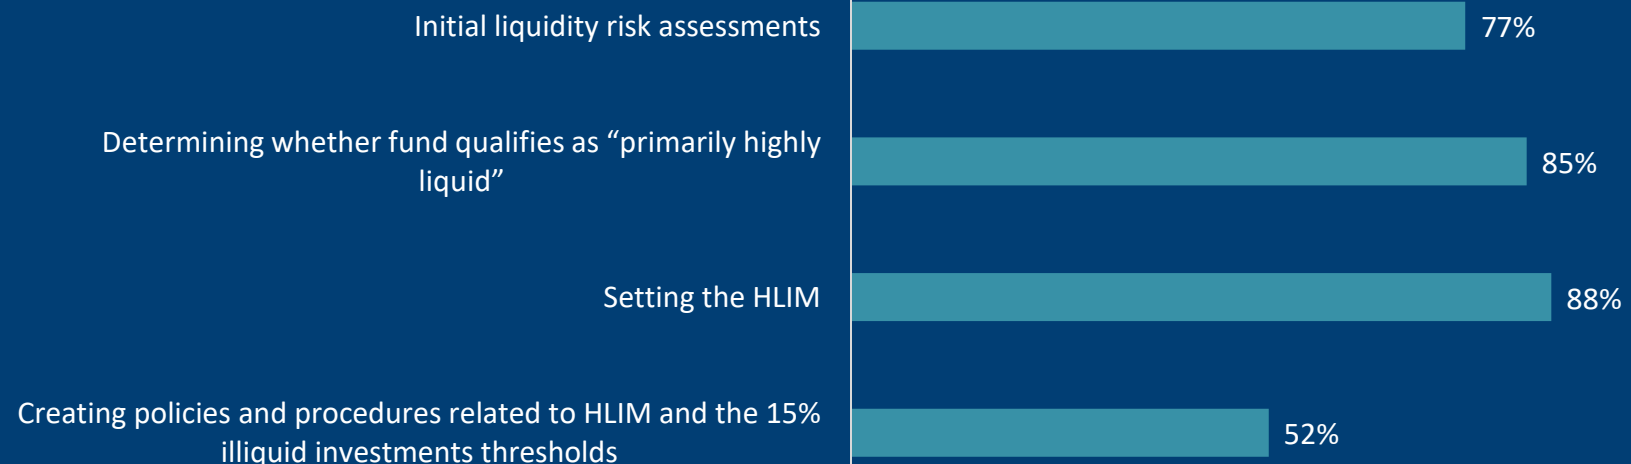 Initial liquidity risk assessments
77%
Determining whether fund qualifies as “primarily highly
liquid”
85%
Setting the HLIM
88%
Creating policies and procedures related to HLIM and the 15%
illiquid investments thresholds
52%